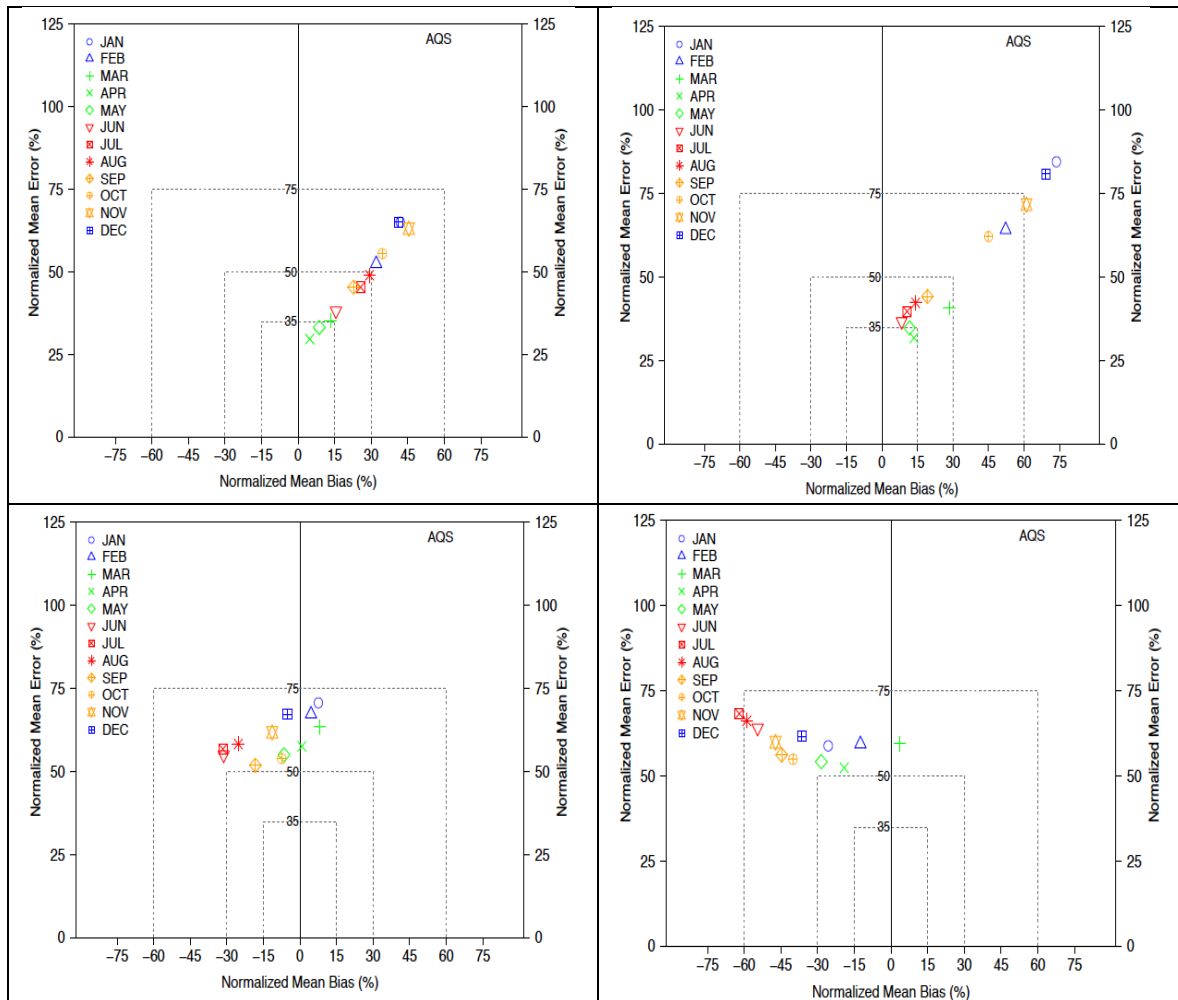 125
100
75
50
25
0
Normalized Mean Error (%)
JAN
FEB
MAR
APR
MAY
JUN
JUL
AUG
SEP
OCT
NOV
DEC
AQS
75
50
35
125
100
75
50
25
0
Normalized Mean Error (%)
−75 −60 −45 −30 −15 0 15 30 45 60 75
Normalized Mean Bias (%)
125
100
75
50
25
0
Normalized Mean Error (%)
JAN
FEB
MAR
APR
MAY
JUN
JUL
AUG
SEP
OCT
NOV
DEC
AQS
75
50
35
125
100
75
50
25
0
Normalized Mean Error (%)
−75 −60 −45 −30 −15 0 15 30 45 60 75
Normalized Mean Bias (%)
125
100
75
50
25
0
Normalized Mean Error (%)
JAN
FEB
MAR
APR
MAY
JUN
JUL
AUG
SEP
OCT
NOV
DEC
AQS
75
50
35
125
100
75
50
25
0
Normalized Mean Error (%)
−75 −60 −45 −30 −15 0 15 30 45 60 75
Normalized Mean Bias (%)
125
100
75
50
25
0
Normalized Mean Error (%)
JAN
FEB
MAR
APR
MAY
JUN
JUL
AUG
SEP
OCT
NOV
DEC
AQS
75
50
35
125
100
75
50
25
0
Normalized Mean Error (%)
−75 −60 −45 −30 −15 0 15 30 45 60 75
Normalized Mean Bias (%)